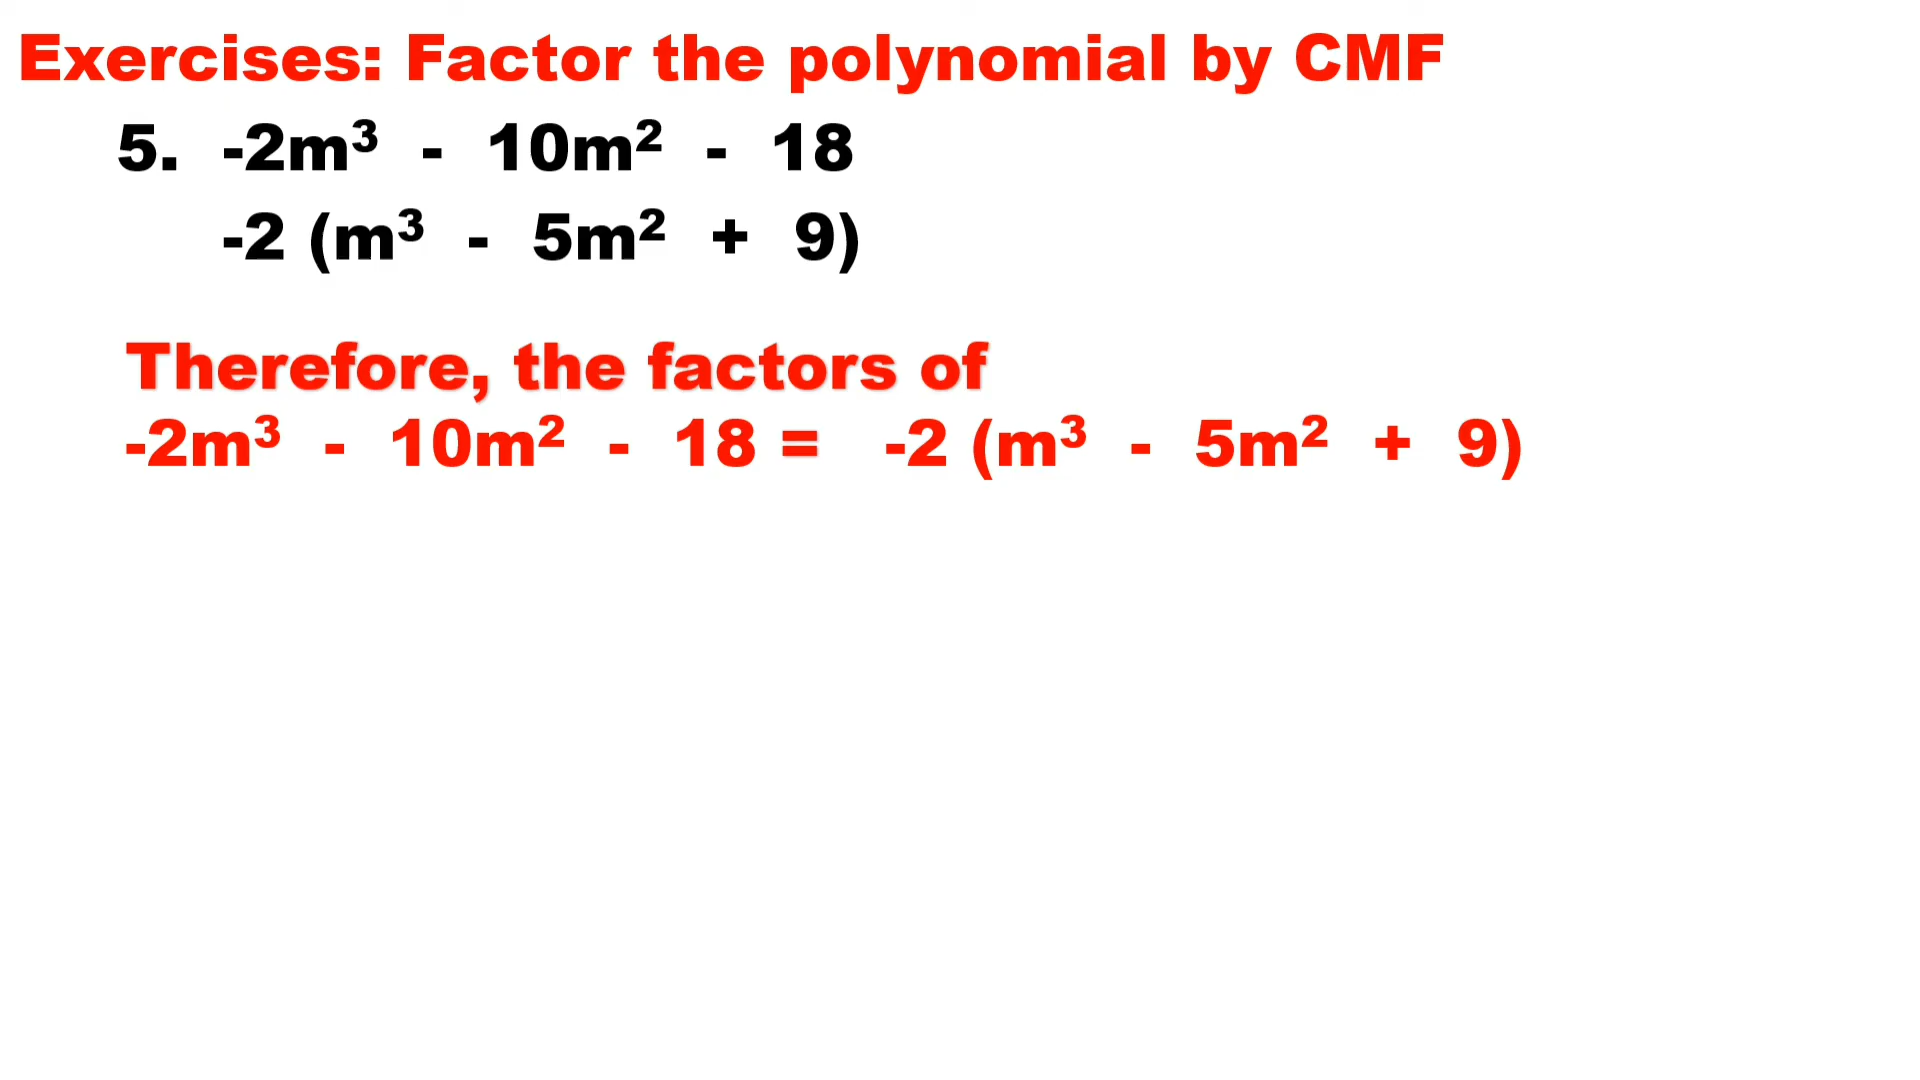 Exercises: Factor the polynomial by CMF
5. -2m³ - 10m² - 18
-2 (m³ - 5m² + 9)
Therefore, the factors of
-2m³ - 10m² - 18 = -2 (m³ - 5m² + 9)